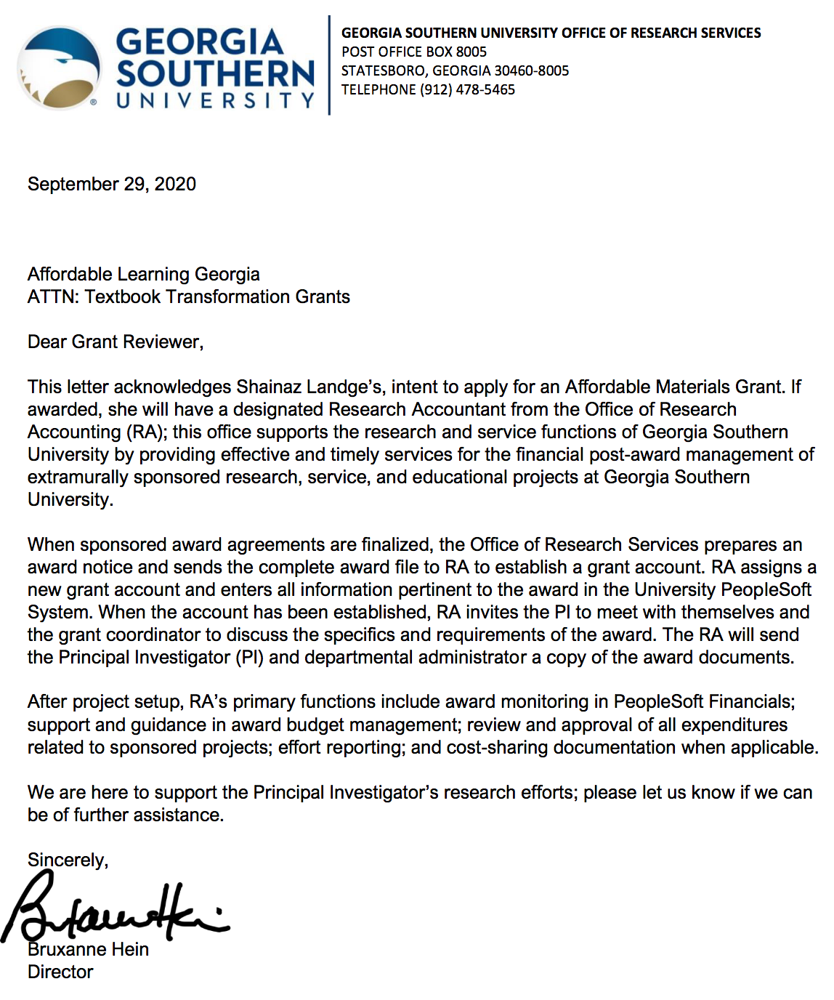 GEORGIA
SOUTHERN
UNIVERSITY
®
GEORGIA SOUTHERN UNIVERSITY OFFICE OF RESEARCH SERVICES
POST OFFICE BOX 8005
STATESBORO, GEORGIA 30460-8005
TELEPHONE (912) 478-5465
September 29, 2020
Affordable Learning Georgia
ATTN: Textbook Transformation Grants
Dear Grant Reviewer,
This letter acknowledges Shainaz Landge’s, intent to apply for an Affordable Materials Grant. If
awarded, she will have a designated Research Accountant from the Office of Research
Accounting (RA); this office supports the research and service functions of Georgia Southern
University by providing effective and timely services for the financial post-award management of
extramurally sponsored research, service, and educational projects at Georgia Southern
University.
When sponsored award agreements are finalized, the Office of Research Services prepares an
award notice and sends the complete award file to RA to establish a grant account. RA assigns a
new grant account and enters all information pertinent to the award in the University PeopleSoft
System. When the account has been established, RA invites the PI to meet with themselves and
the grant coordinator to discuss the specifics and requirements of the award. The RA will send
the Principal Investigator (PI) and departmental administrator a copy of the award documents.
After project setup, RA’s primary functions include award monitoring in PeopleSoft Financials;
support and guidance in award budget management; review and approval of all expenditures
related to sponsored projects; effort reporting; and cost-sharing documentation when applicable.
We are here to support the Principal Investigator’s research efforts; please let us know if we can
be of further assistance.
Sincerely,
Bruxanne Hein
Director